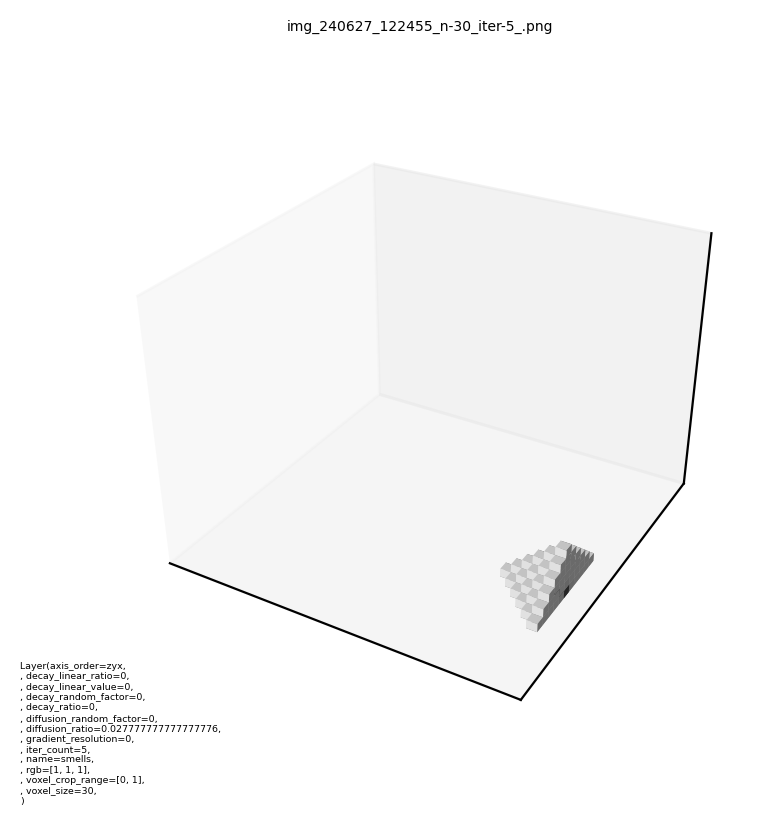 img_240627_122455_n-30_iter-5_.png
Layer(axis_order=zyx,
, decay_linear_ratio=0,
, decay_linear_value=0,
, decay_random_factor=0,
, decay_ratio=0,
, diffusion_random_factor=0,
, diffusion_ratio=0.027777777777777776,
, gradient_resolution=0,
, iter_count=5,
, name=smells,
, rgb=[1, 1, 1],
, voxel_crop_range=[0, 1],
, voxel_size=30,
)